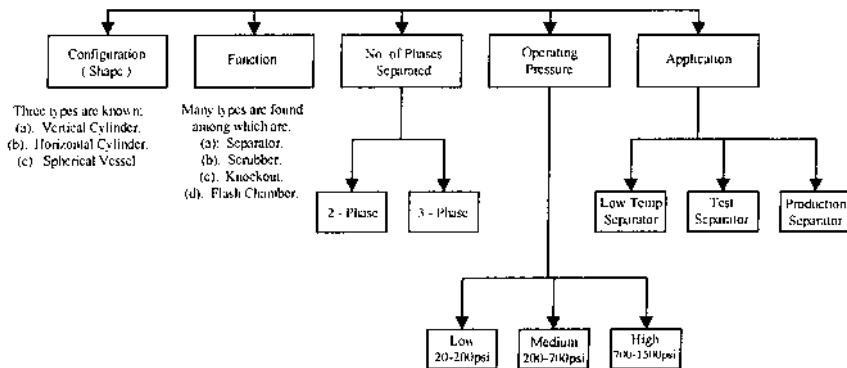 Configuration
( Shape )
Function
No. of Phases
Separated
Operating
Pressure
Application
Three types are known:
(a). Vertical Cylinder.
(b). Horizontal Cylinder.
(c) Spherical Vessel
Many types are found
among which are.
(a): Separator.
(b). Scrubber.
(c). Knockout.
(d). Flash Chamber.
2 - Phase
3 - Phase
Low Temp
Separator
Test
Separator
Production
Separator
Low
20-200psi
Medium
200-700psi
High
700-1500psi